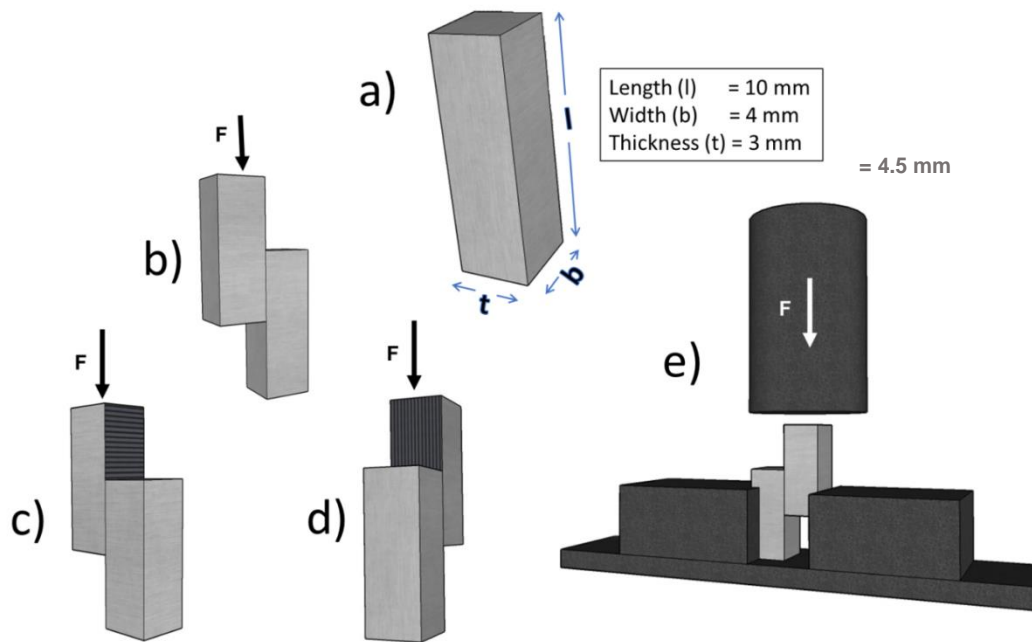 a)
l
b
t
Length (l) = 10 mm
Width (b) = 4 mm
Thickness (t) = 3 mm
= 4.5 mm
F
b)
F
c)
F
d)
F
e)